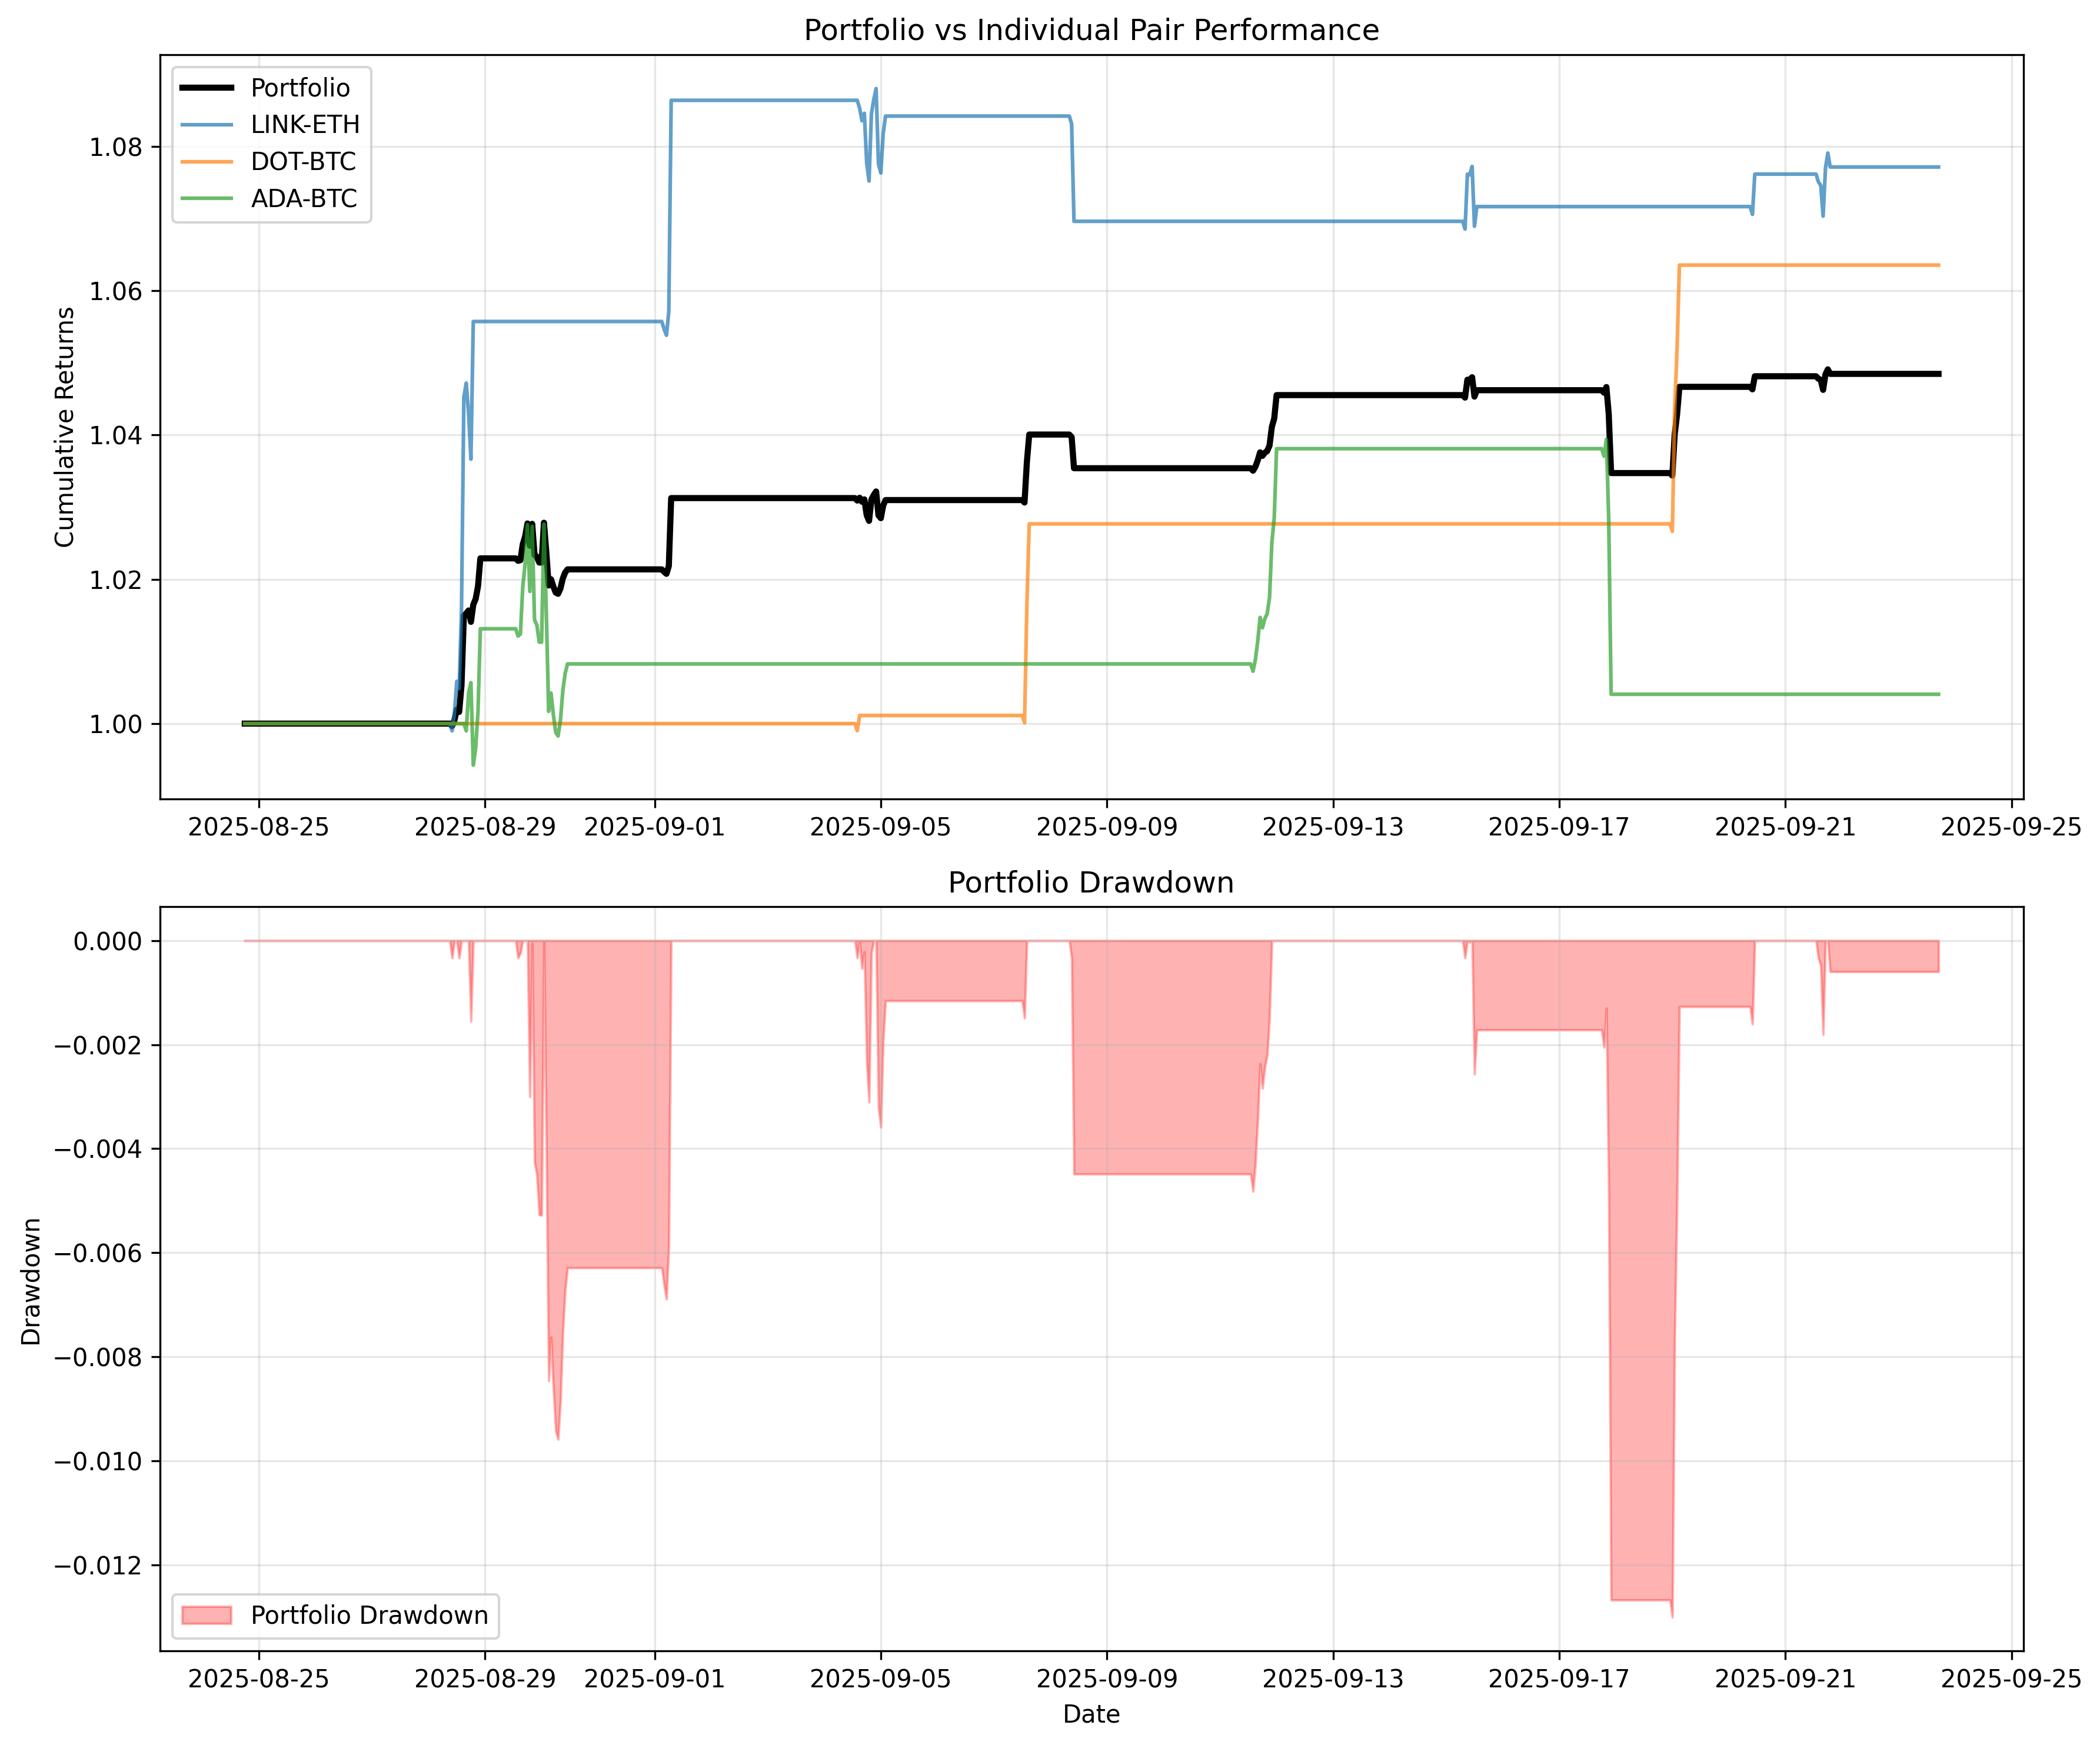 Portfolio vs Individual Pair Performance
Portfolio
LINK-ETH
DOT-BTC
ADA-BTC
Cumulative Returns
1.08
1.06
1.04
1.02
1.00
2025-08-25 2025-08-29 2025-09-01 2025-09-05 2025-09-09 2025-09-13 2025-09-17 2025-09-21 2025-09-25
Portfolio Drawdown
Drawdown
0.000
−0.002
−0.004
−0.006
−0.008
−0.010
−0.012
Portfolio Drawdown
2025-08-25 2025-08-29 2025-09-01 2025-09-05 2025-09-09 2025-09-13 2025-09-17 2025-09-21 2025-09-25
Date